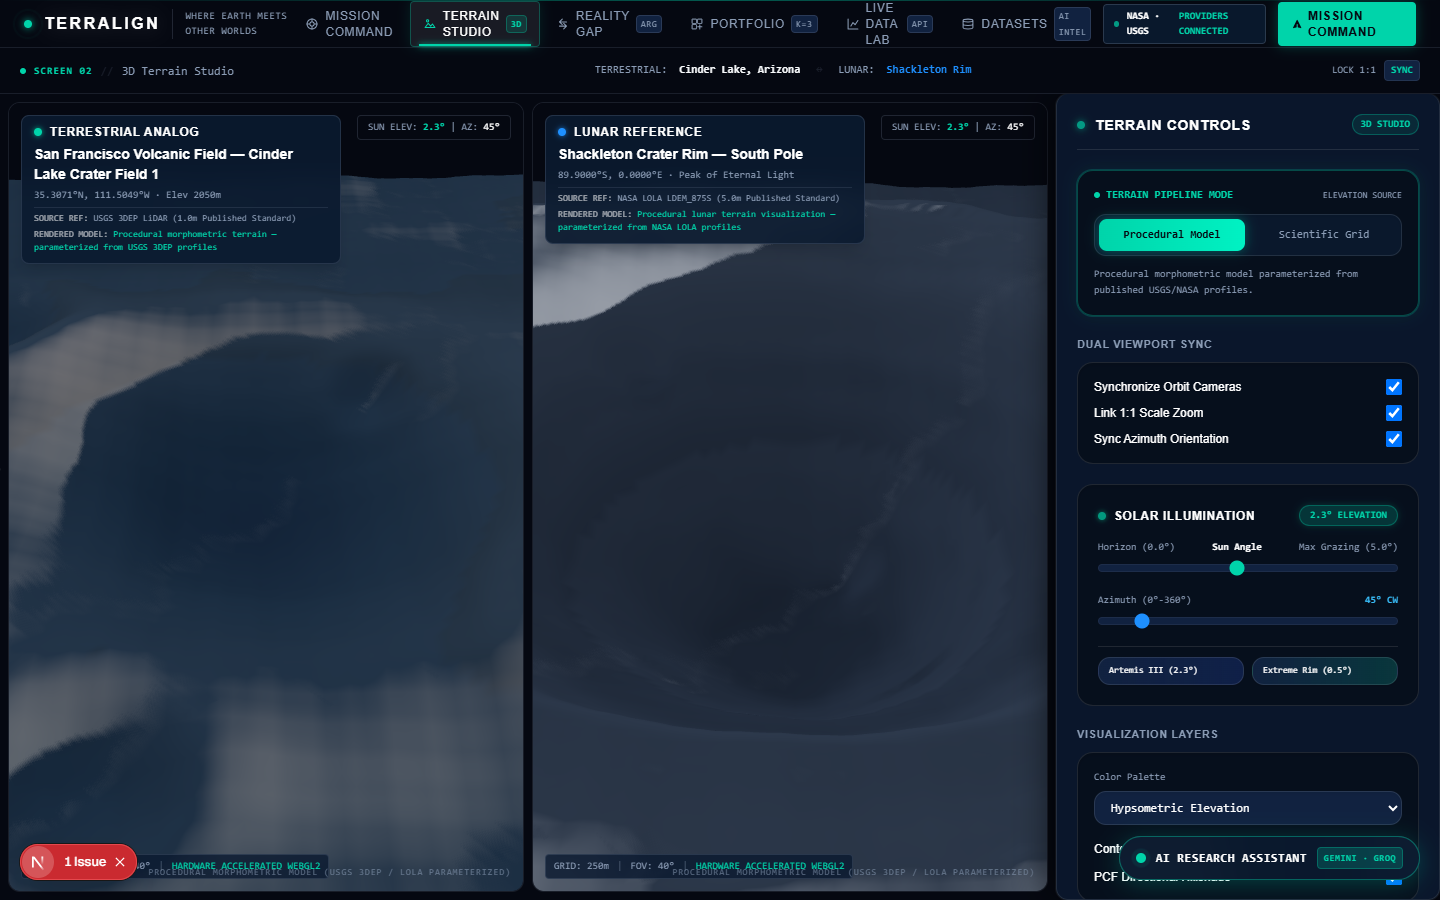 TERRALIGN
WHERE EARTH MEETS
OTHER WORLDS
MISSION
COMMAND
TERRAIN
STUDIO
3D
REALITY
GAP
ARG
PORTFOLIO
K=3
LIVE
DATA
LAB
API
DATASETS
AI
INTEL
NASA ·
USGS
PROVIDERS
CONNECTED
MISSION
COMMAND
SCREEN 02 // 3D Terrain Studio
TERRESTRIAL: Cinder Lake, Arizona
LUNAR: Shackleton Rim
LOCK 1:1 SYNC
TERRESTRIAL ANALOG
San Francisco Volcanic Field — Cinder
Lake Crater Field 1
35.3071°N, 111.5049°W · Elev 2050m
SOURCE REF: USGS 3DEP LiDAR (1.0m Published Standard)
RENDERED MODEL: Procedural morphometric terrain —
parameterized from USGS 3DEP profiles
SUN ELEV: 2.3° | AZ: 45°
LUNAR REFERENCE
Shackleton Crater Rim — South Pole
89.9000°S, 0.0000°E · Peak of Eternal Light
SOURCE REF: NASA LOLA LDEM_875S (5.0m Published Standard)
RENDERED MODEL: Procedural lunar terrain visualization —
parameterized from NASA LOLA profiles
SUN ELEV: 2.3° | AZ: 45°
TERRAIN CONTROLS
3D STUDIO
TERRAIN PIPELINE MODE
ELEVATION SOURCE
Procedural Model
Scientific Grid
Procedural morphometric model parameterized from
published USGS/NASA profiles.
DUAL VIEWPORT SYNC
Synchronize Orbit Cameras
Link 1:1 Scale Zoom
Sync Azimuth Orientation
SOLAR ILLUMINATION
2.3° ELEVATION
Horizon (0.0°)
Sun Angle
Max Grazing (5.0°)
Azimuth (0°-360°)
45° CW
Artemis III (2.3°)
Extreme Rim (0.5°)
VISUALIZATION LAYERS
Color Palette
Hypsometric Elevation
AI RESEARCH ASSISTANT
GEMINI · GROQ
PCF
N
1 Issue
0° | HARDWARE ACCELERATED WEBGL2
PROCEDURAL MORPHOMETRIC MODEL (USGS 3DEP / LOLA PARAMETERIZED)
GRID: 250m | FOV: 40° | HARDWARE ACCELERATED WEBGL2
PROCEDURAL MORPHOMETRIC MODEL (USGS 3DEP / LOLA PARAMETERIZED)